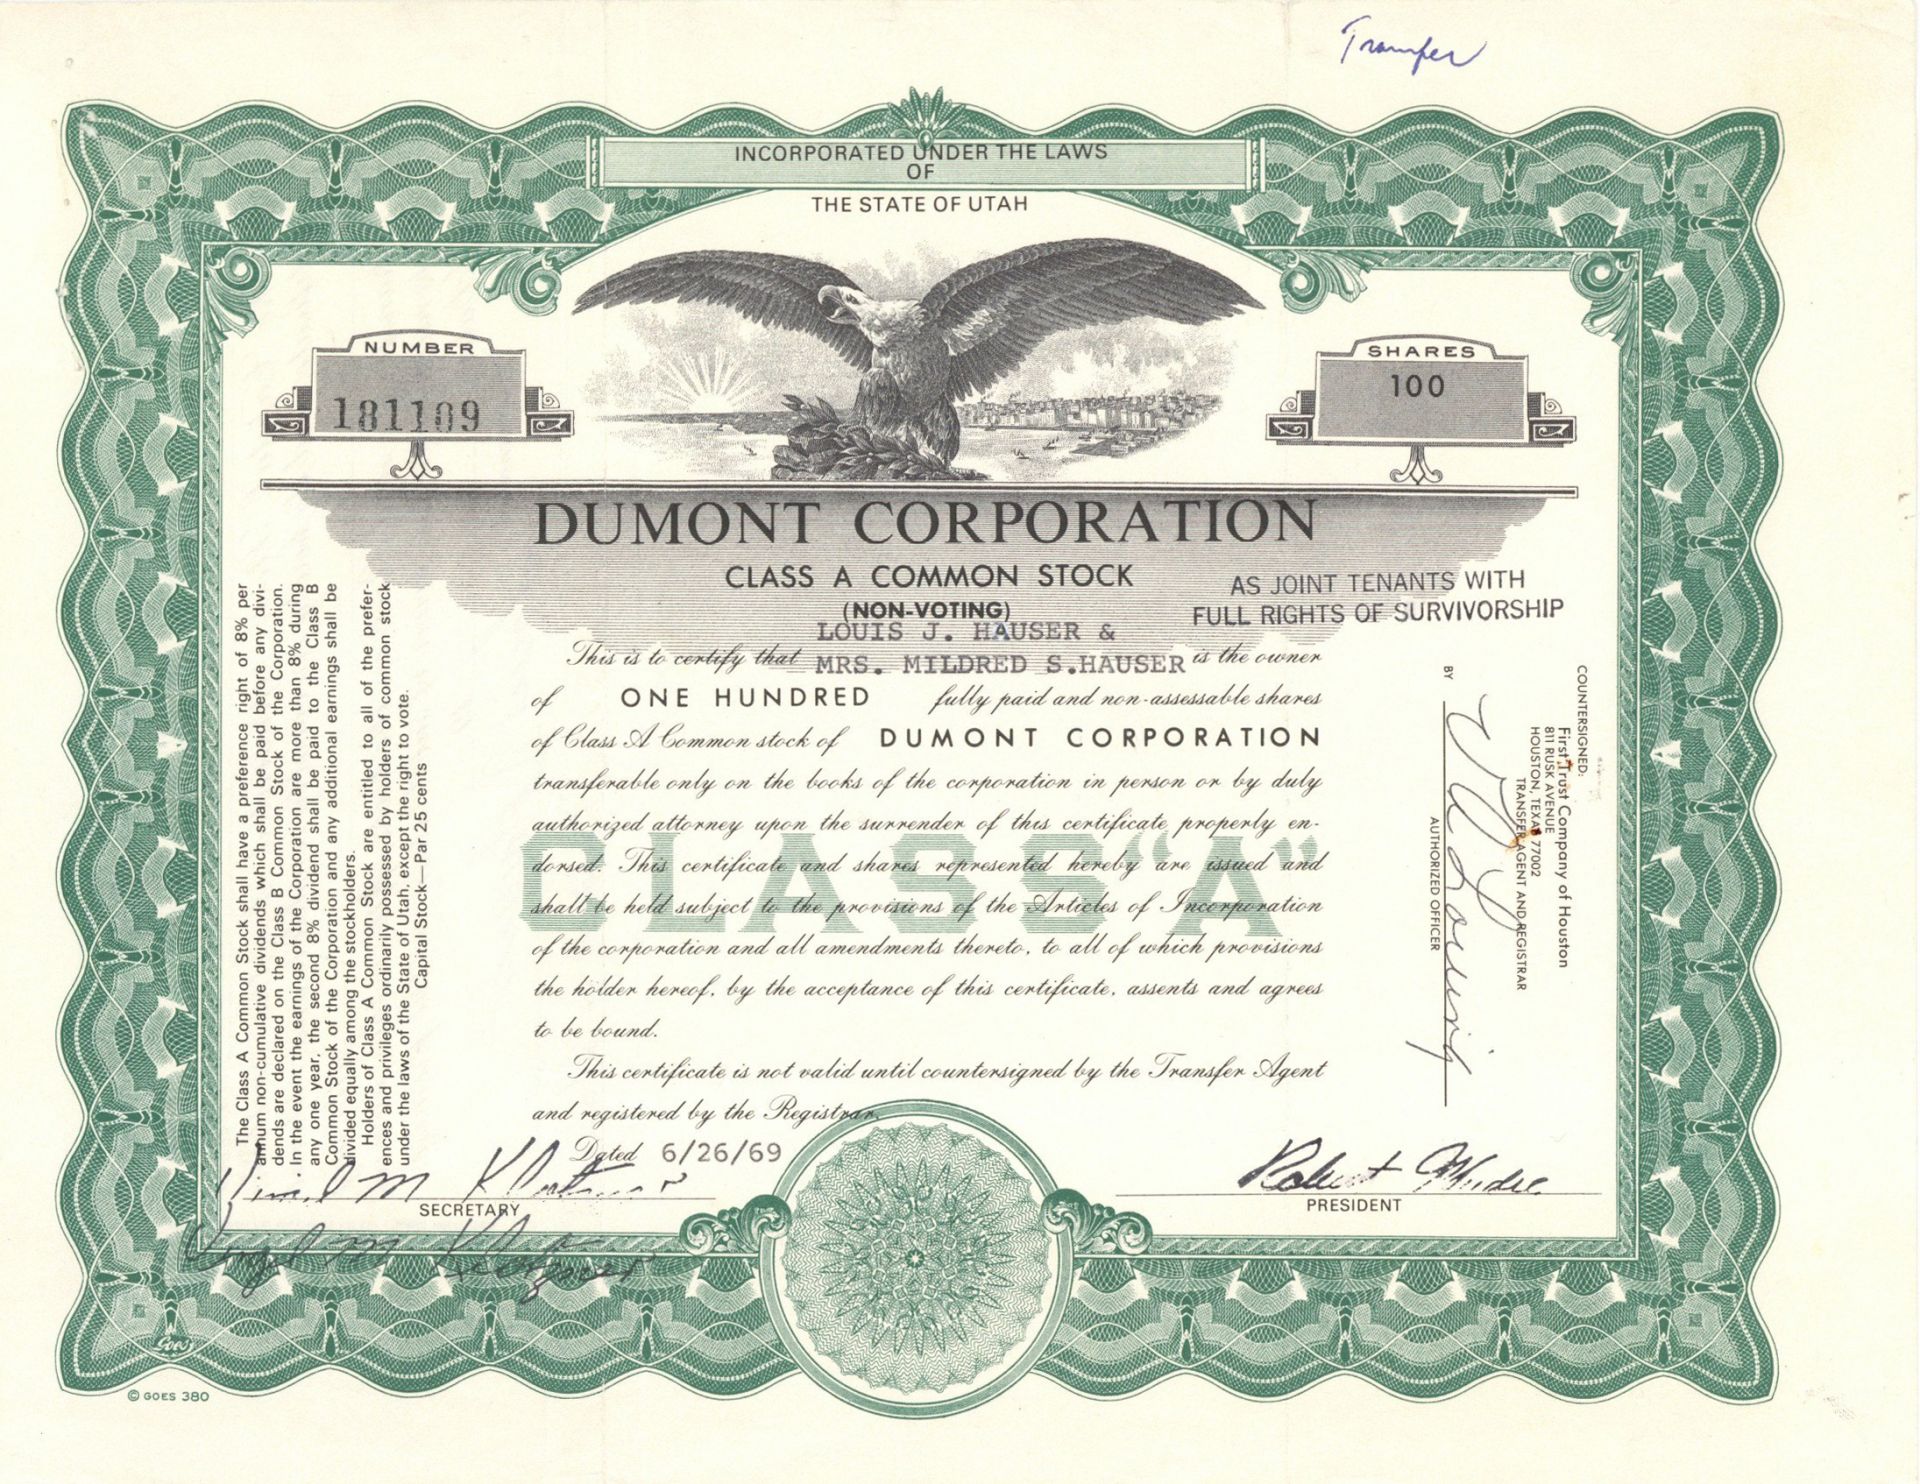 Transfer
INCORPORATED UNDER THE LAWS
OF
THE STATE OF UTAH
NUMBER
181109
SHARES
100
DUMONT CORPORATION
CLASS A COMMON STOCK
(NON-VOTING)
AS JOINT TENANTS WITH
FULL RIGHTS OF SURVIVORSHIP
LOUIS J. HAUSER &
This is to certify that MRS. MILDRED S.HAUSER is the owner
of ONE HUNDRED fully paid and non-assessable shares
of Class A Common stock of DUMONT CORPORATION
transferable only on the books of the corporation in person or by duly
authorized attorney upon the surrender of this certificate properly en-
dorsed. This certificate and shares represented hereby are issued and
shall be held subject to the provisions of the Articles of Incorporation
of the corporation and all amendments thereto, to all of which provisions
the holder hereof, by the acceptance of this certificate, assents and agrees
to be bound.
This certificate is not valid until countersigned by the Transfer Agent
and registered by the Registrar.
CLASS "A"
Dated 6/26/69
SECRETARY
Robert
PRESIDENT
The Class A Common Stock shall have a preference right of 8% per
annum non-cumulative dividends which shall be paid before any divi-
dends are declared on the Class B Common Stock of the Corporation.
In the event the earnings of the Corporation are more than 8% during
any one year, the second 8% dividend shall be paid to the Class B
Common Stock of the Corporation and any additional earnings shall be
divided equally among the stockholders.
Holders of Class A Common Stock are entitled to all of the prefer-
ences and privileges ordinarily possessed by holders of common stock
under the laws of the State of Utah, except the right to vote.
Capital Stock—Par 25 cents
COUNTERSIGNED:
First Trust Company of Houston
811 RUSK AVENUE
HOUSTON, TEXAS 77002
TRANSFER AGENT AND REGISTRAR
BY
AUTHORIZED OFFICER
Goes
© GOES 380